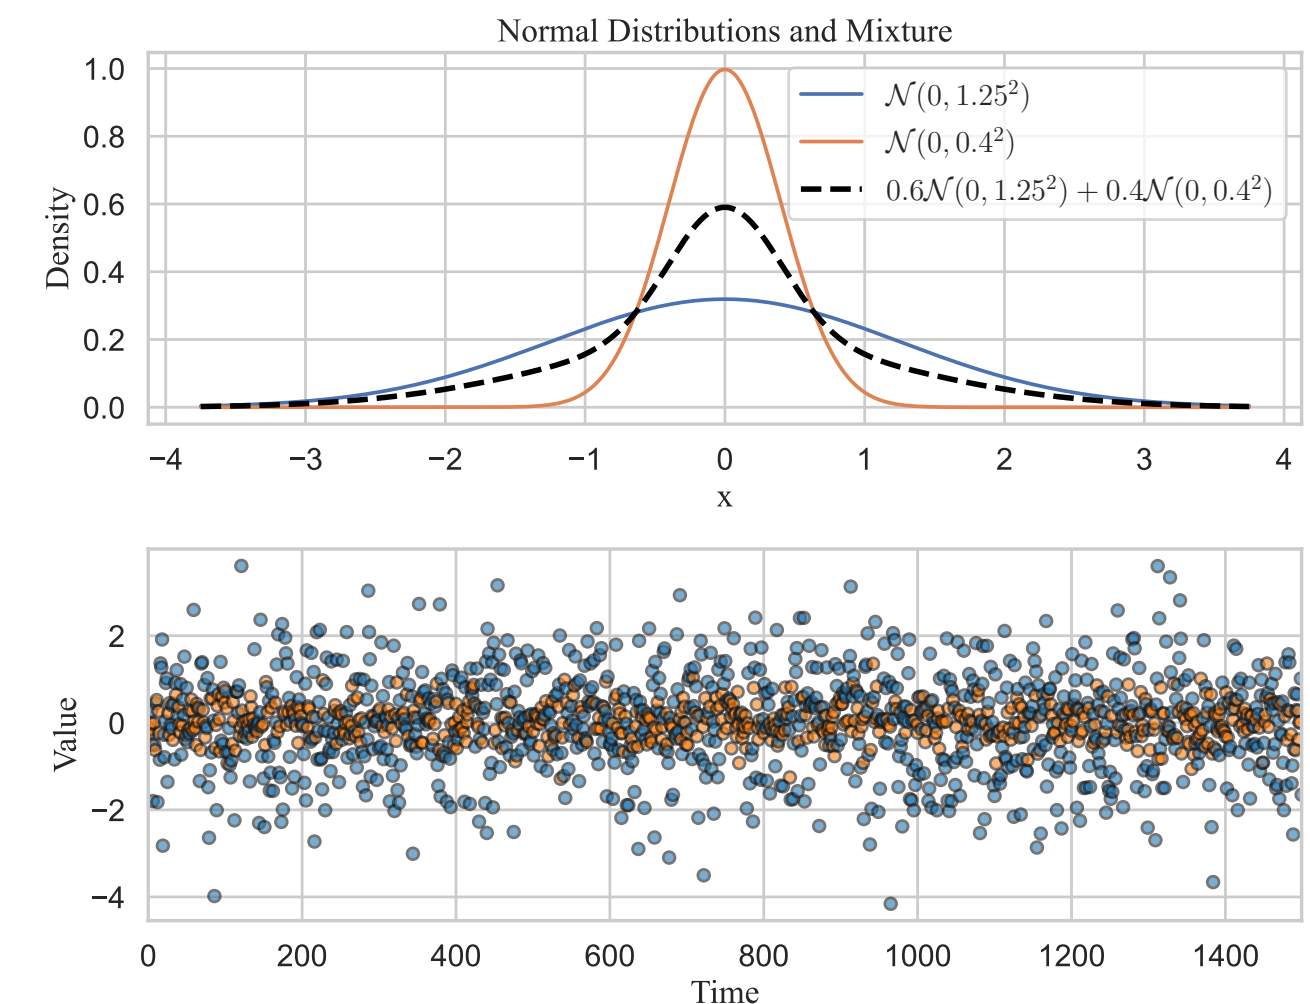 Normal Distributions and Mixture
Density
1.0
0.8
0.6
0.4
0.2
0.0
𝒩(0, 1.25²)
𝒩(0, 0.4²)
0.6𝒩(0, 1.25²) + 0.4𝒩(0, 0.4²)
−4 −3 −2 −1 0 1 2 3 4
x
Value
2
0
−2
−4
0 200 400 600 800 1000 1200 1400
Time